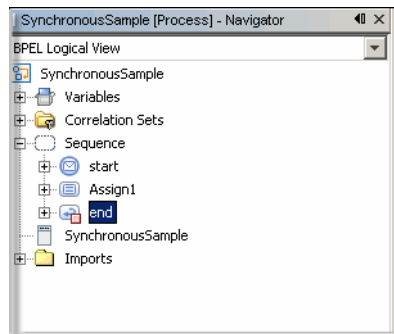 SynchronousSample [Process] - Navigator
BPEL Logical View
SynchronousSample
Variables
Correlation Sets
Sequence
start
Assign1
end
SynchronousSample
Imports